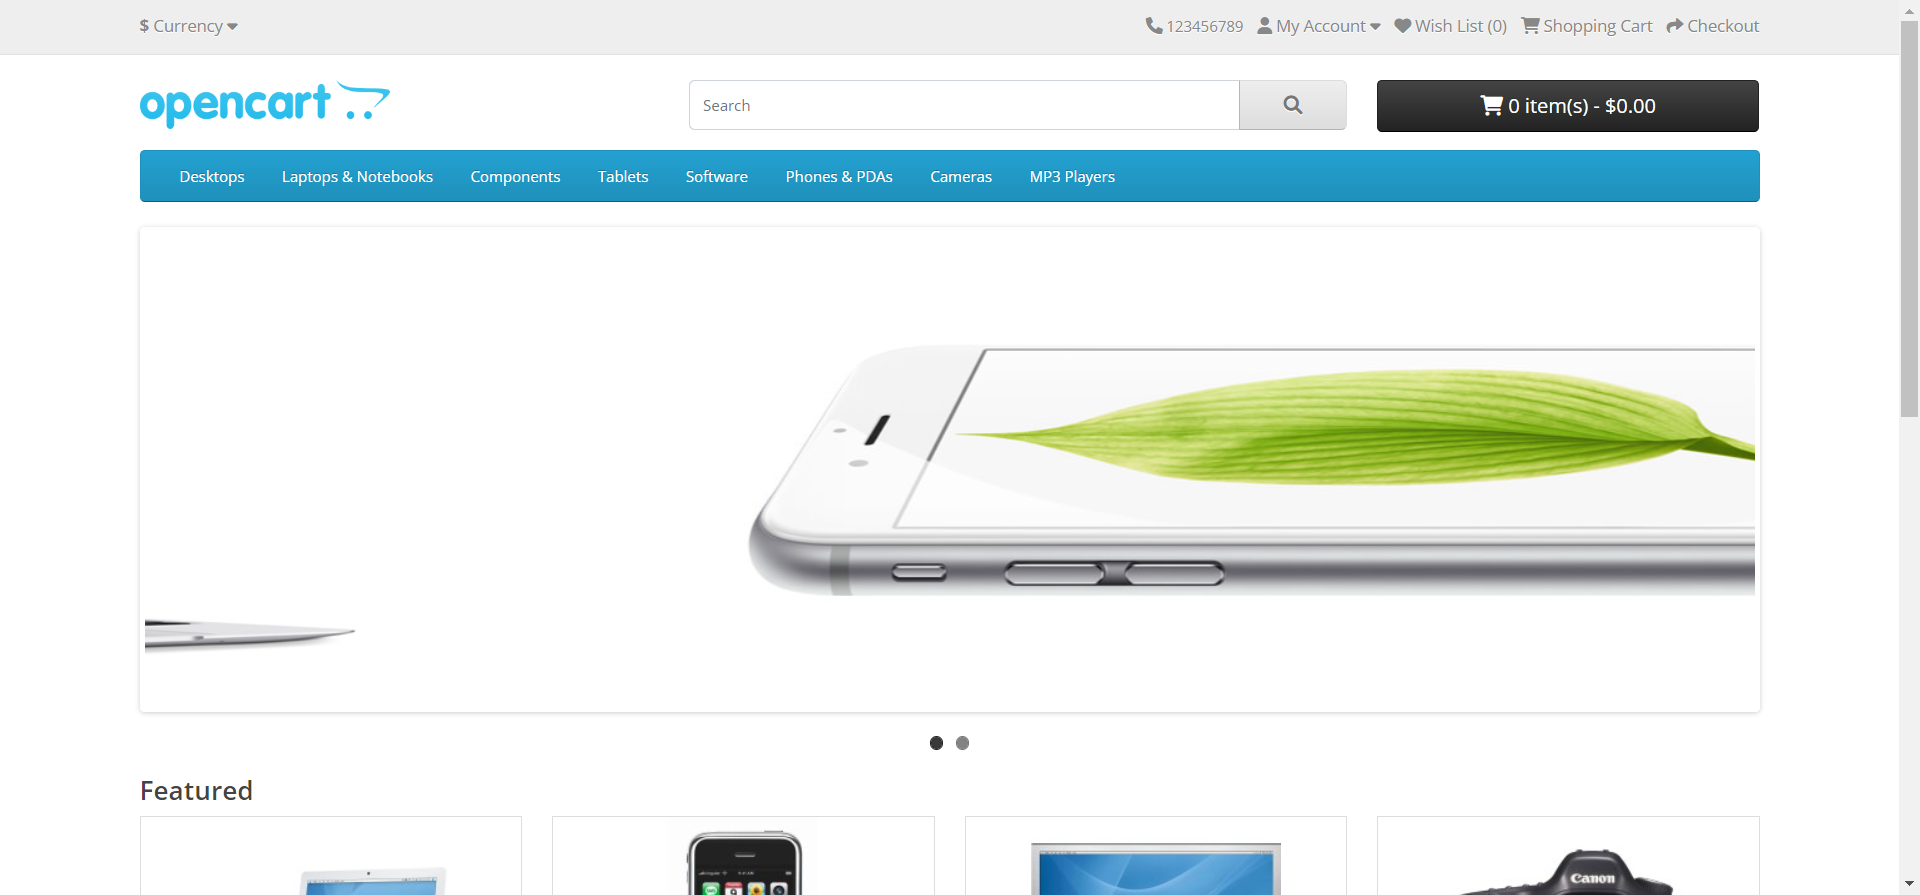 $ Currency
123456789 My Account Wish List (0) Shopping Cart Checkout
opencart
Search
0 item(s) - $0.00
Desktops Laptops & Notebooks Components Tablets Software Phones & PDAs Cameras MP3 Players
Featured
Canon